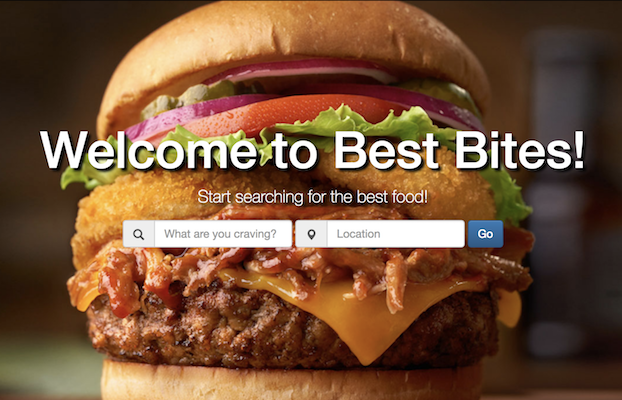 Welcome to Best Bites!
Start searching for the best food!
What are you craving? Location Go